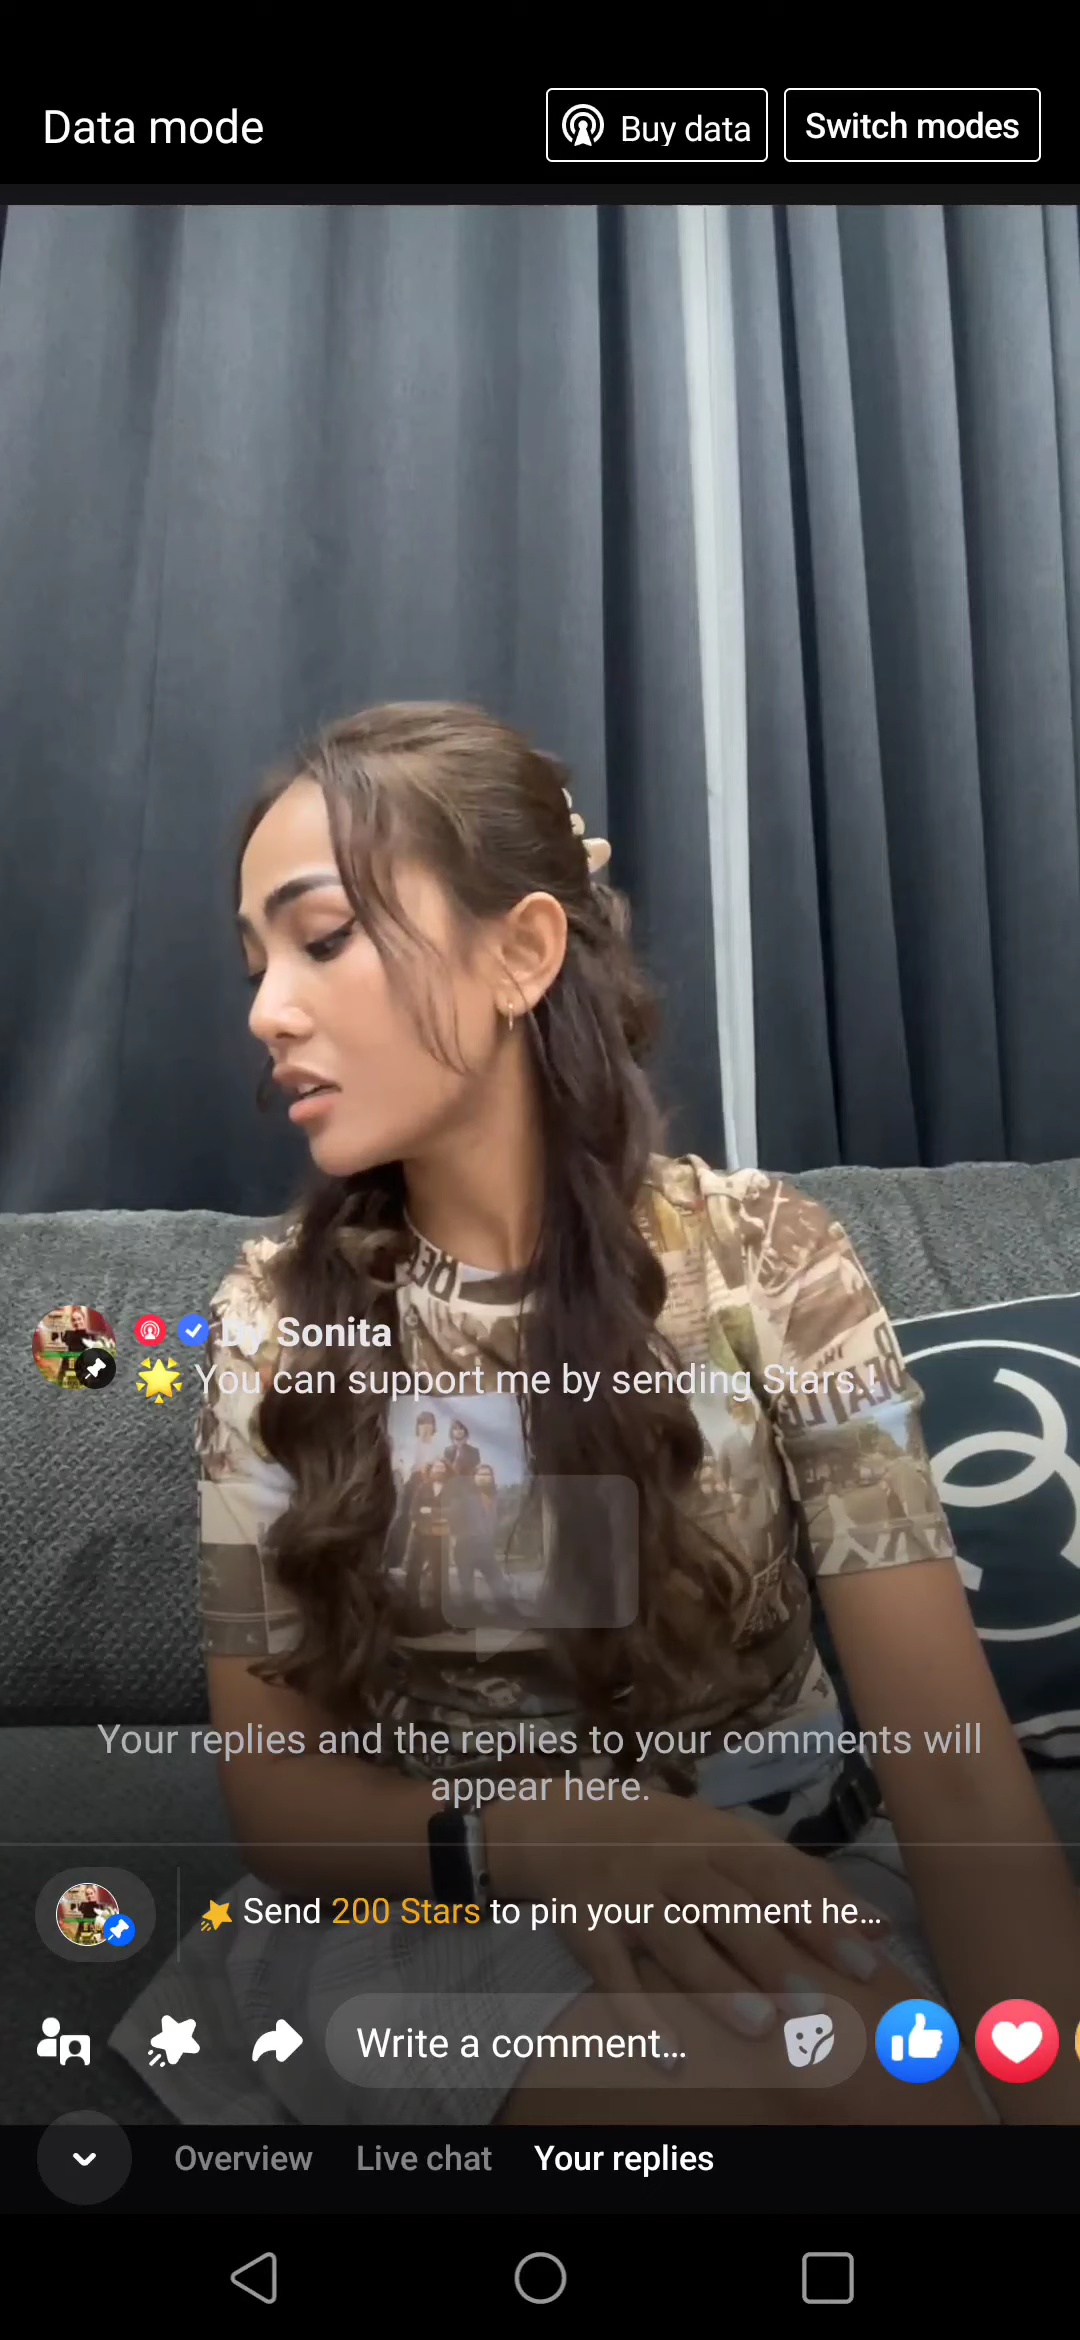 Data mode
Buy data
Switch modes
By Sonita
🌟 You can support me by sending Stars.!
Your replies and the replies to your comments will
appear here.
Send 200 Stars to pin your comment he...
Write a comment...
Overview
Live chat
Your replies